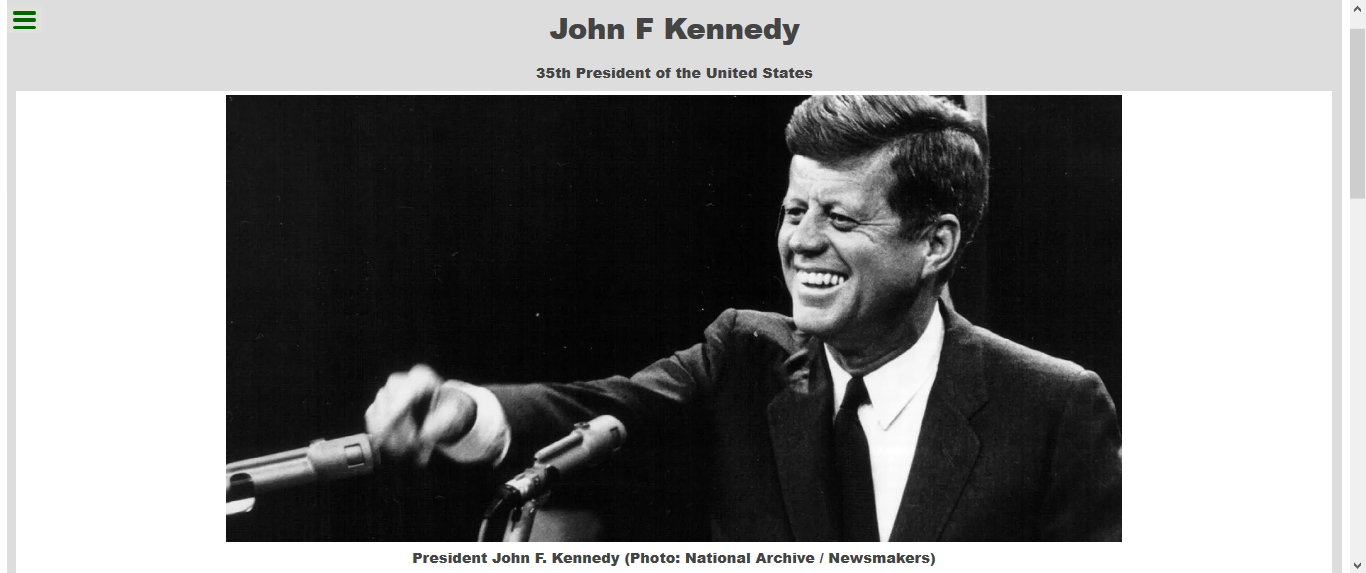 John F Kennedy
35th President of the United States
President John F. Kennedy (Photo: National Archive / Newsmakers)